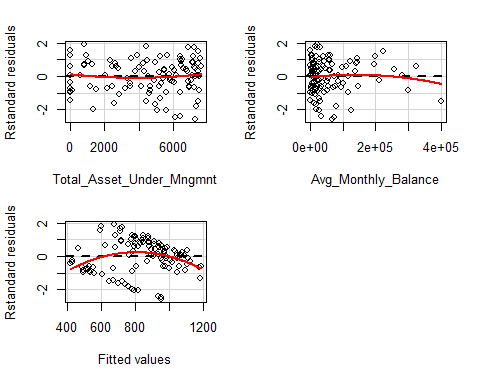 Rstandard residuals
2
0
-2
0
2000
6000
Total_Asset_Under_Mngmnt
Rstandard residuals
2
0
-2
0e+00
2e+05
4e+05
Avg_Monthly_Balance
Rstandard residuals
2
0
-2
400
600
800
1200
Fitted values